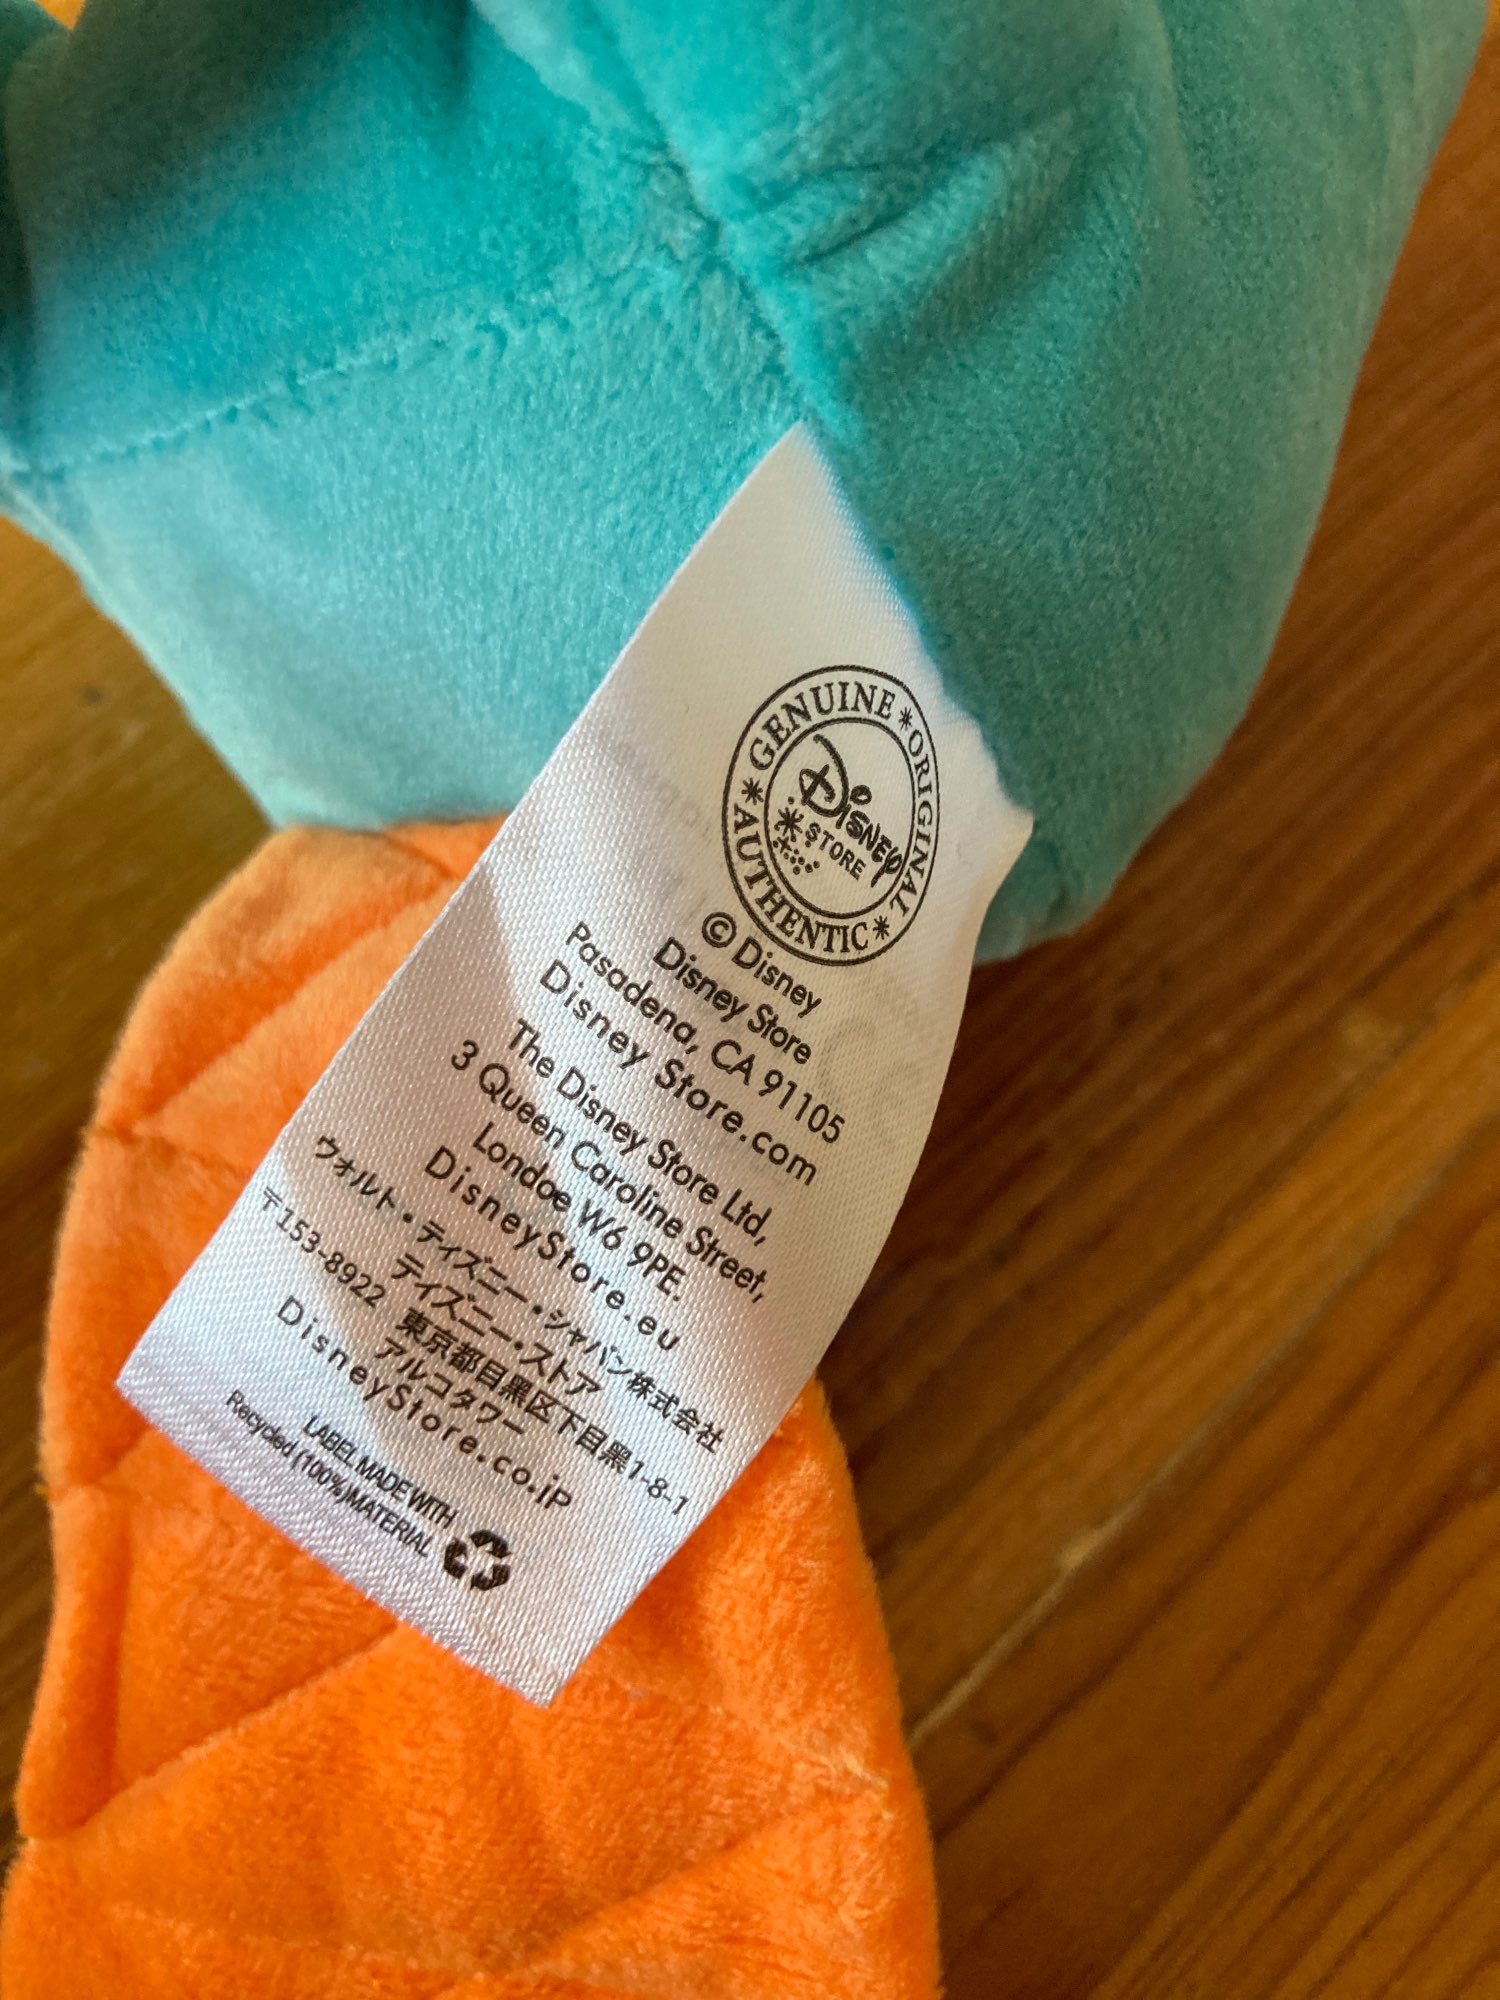 GENUINE * ORIGINAL * AUTHENTIC *
Disney
STORE
© Disney
Disney Store
Pasadena, CA 91105
Disney Store.com
The Disney Store Ltd,
3 Queen Caroline Street,
Londoe W6 9PE.
DisneyStore.eu
ウォルト・ディズニー・ジャパン株式会社
ディズニー・ストア
〒153-8922 東京都目黒区下目黒1-8-1
アルコタワー
DisneyStore.co.jp
LABEL MADE WITH
Recycled (100%) MATERIAL